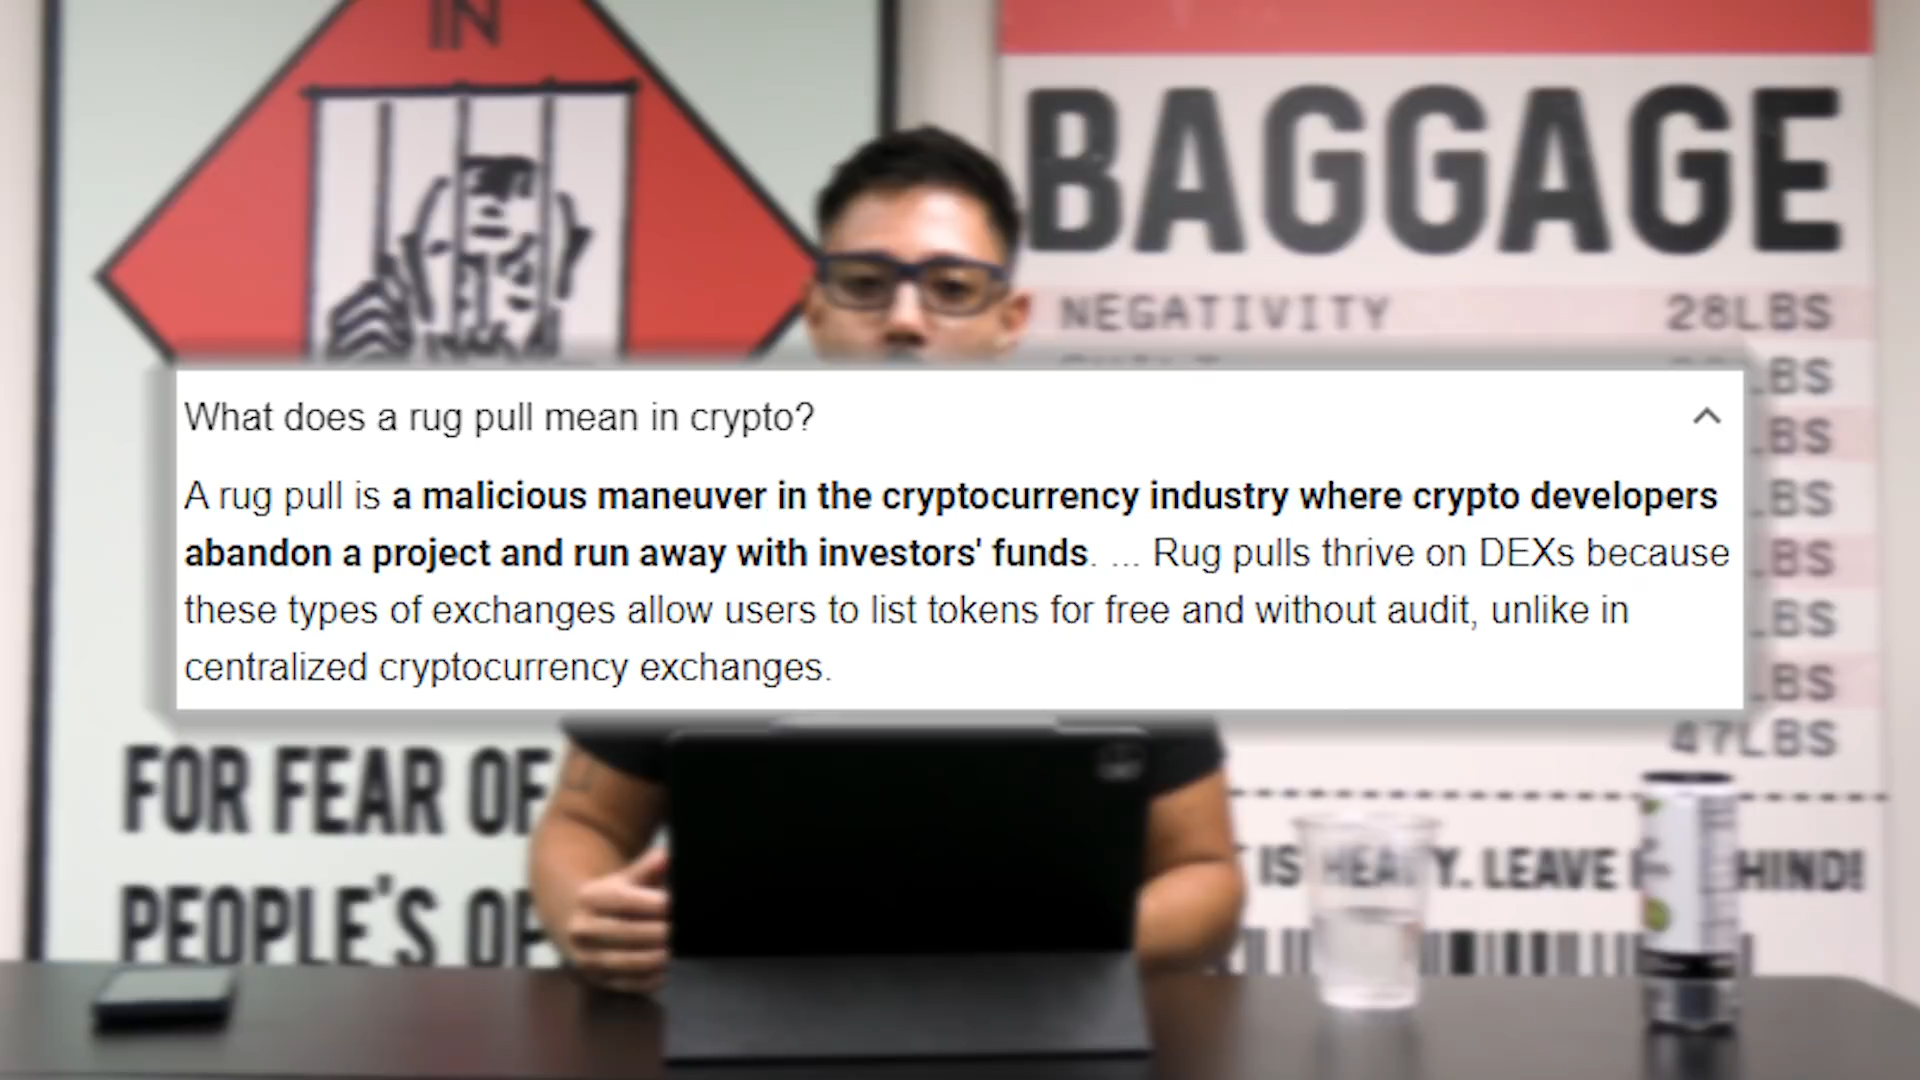 IN
BAGGAGE
NEGATIVITY 28LBS
LBS
What does a rug pull mean in crypto?
LBS
A rug pull is a malicious maneuver in the cryptocurrency industry where crypto developers
LBS
abandon a project and run away with investors' funds. ... Rug pulls thrive on DEXs because
LBS
these types of exchanges allow users to list tokens for free and without audit, unlike in
LBS
centralized cryptocurrency exchanges.
LBS
47LBS
FOR FEAR OF
IS HEAVY. LEAVE HIND!
PEOPLE'S OP